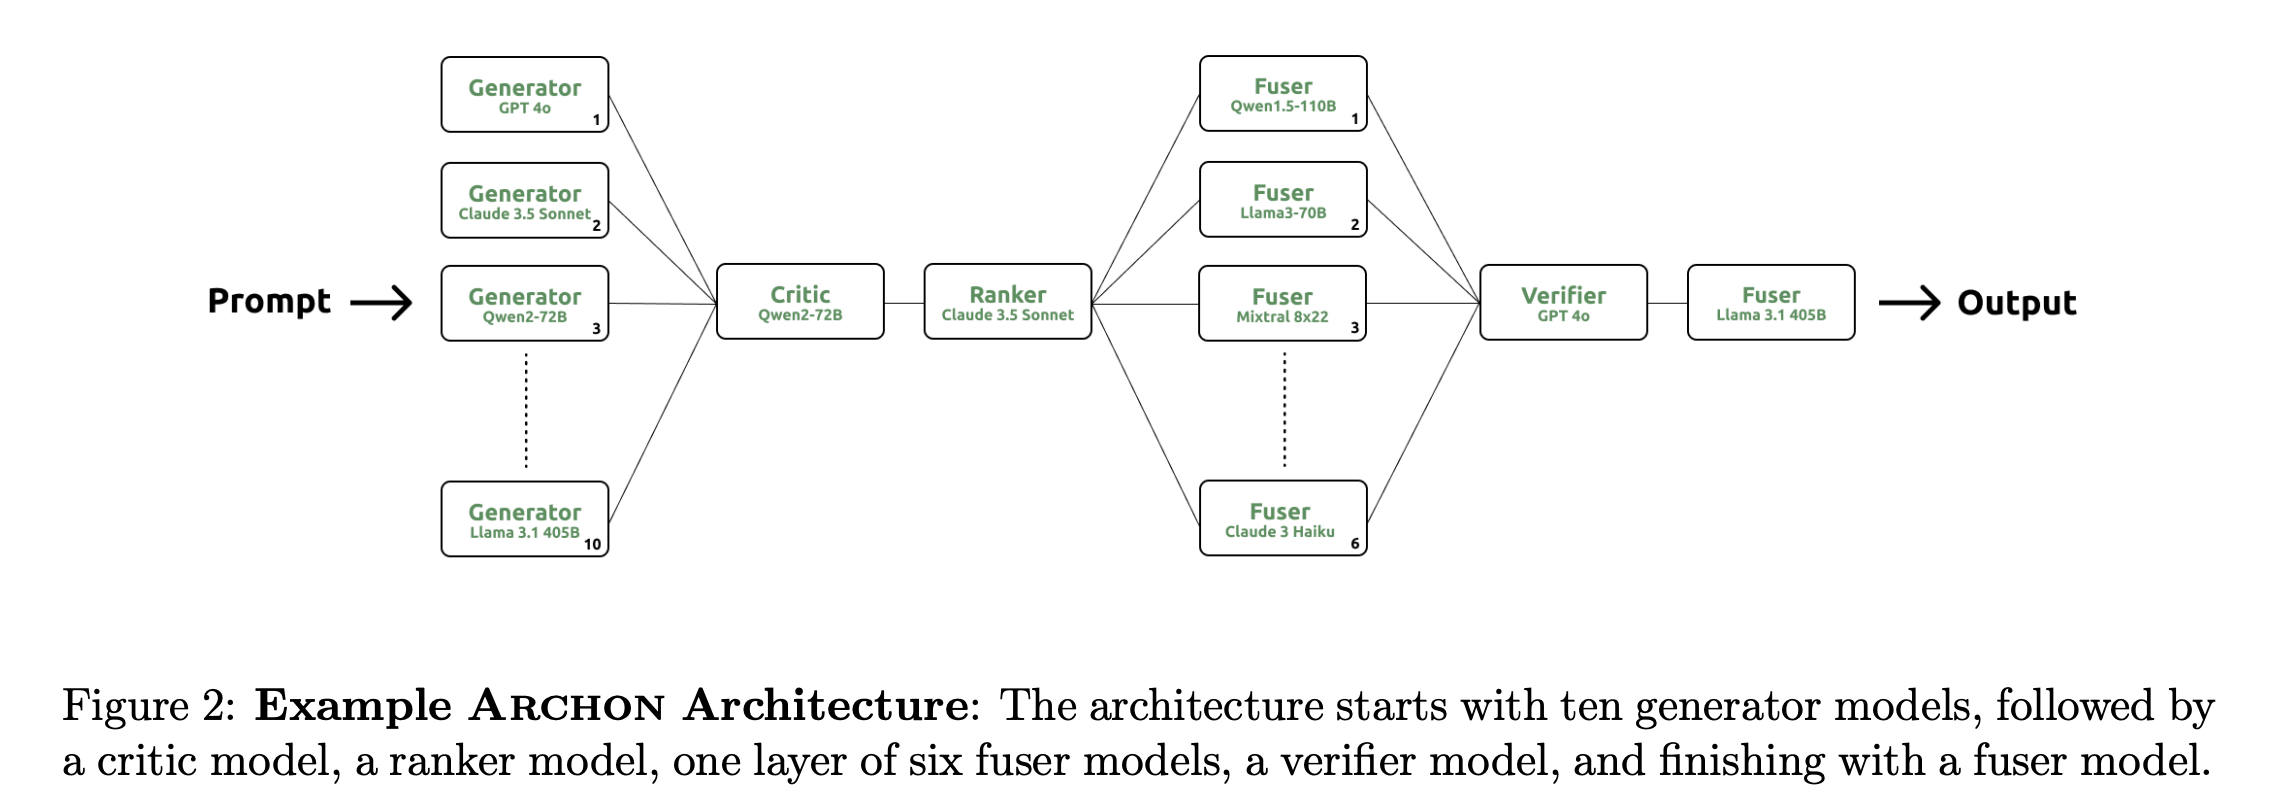 Generator
GPT 4o
1
Generator
Claude 3.5 Sonnet
2
Prompt
Generator
Qwen2-72B
3
Generator
Llama 3.1 405B
10
Critic
Qwen2-72B
Ranker
Claude 3.5 Sonnet
Fuser
Qwen1.5-110B
1
Fuser
Llama3-70B
2
Fuser
Mixtral 8x22
3
Fuser
Claude 3 Haiku
6
Verifier
GPT 4o
Fuser
Llama 3.1 405B
Output
Figure 2: Example ARCHON Architecture: The architecture starts with ten generator models, followed by
a critic model, a ranker model, one layer of six fuser models, a verifier model, and finishing with a fuser model.